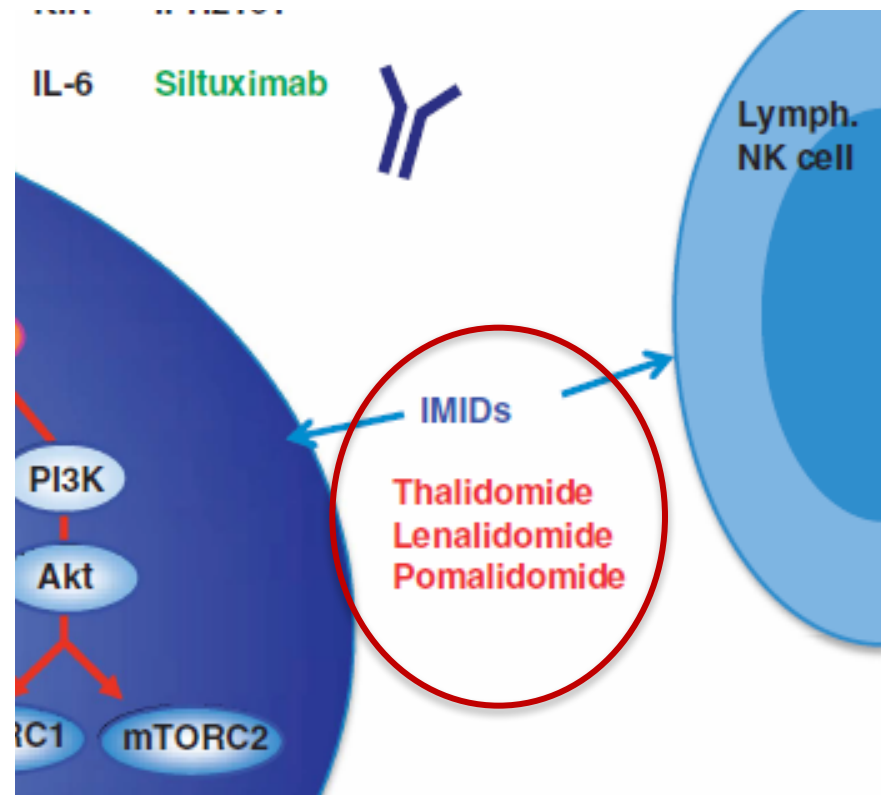 IL-6 Siltuximab
Lymph.
NK cell
IMIDs
PI3K
Thalidomide
Lenalidomide
Akt
Pomalidomide
mTORC2